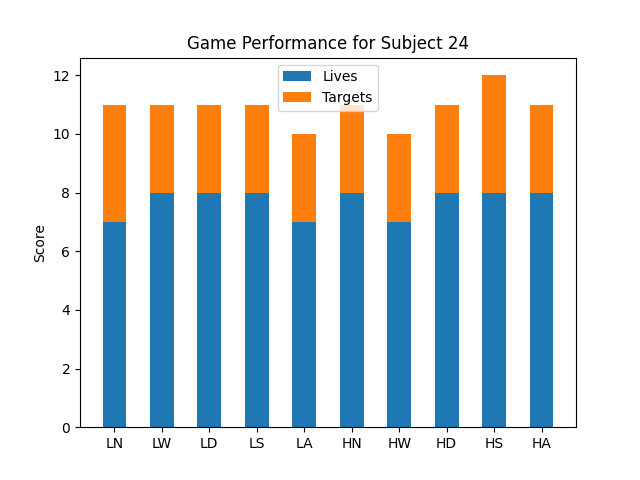 Game Performance for Subject 24
Lives
Targets
12
10
8
6
4
2
0
Score
LN LW LD LS LA HN HW HD HS HA